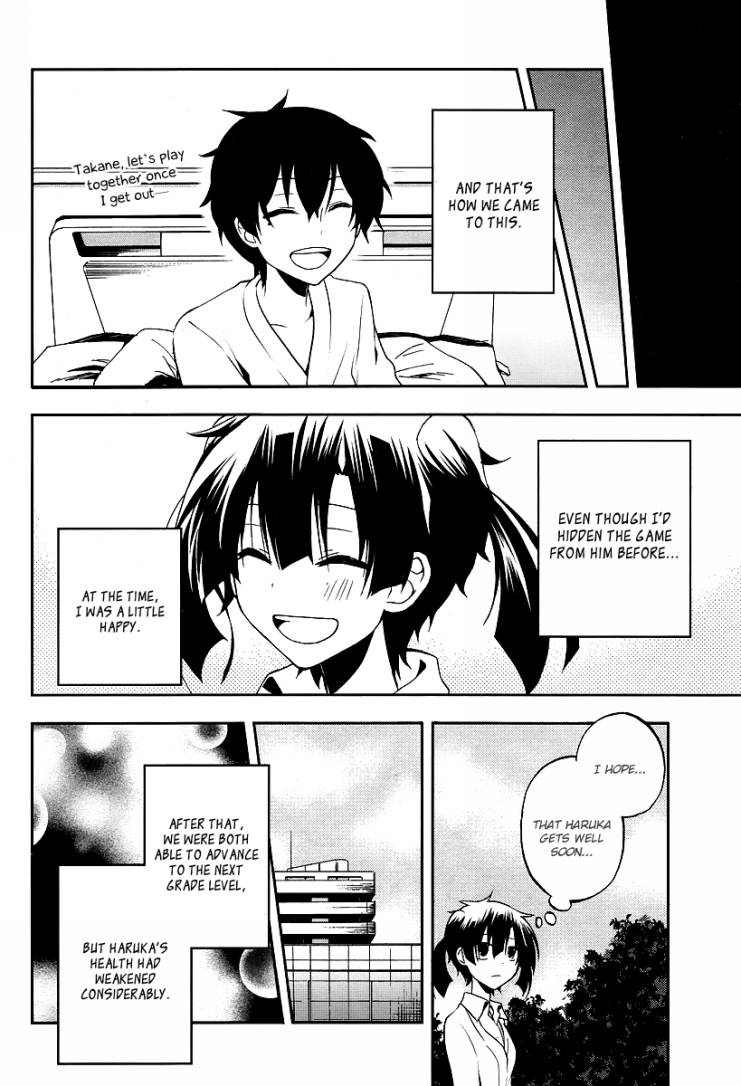 AND THAT'S
HOW WE CAME
TO THIS.
Takane, let's play
together once
I get out—
EVEN THOUGH I'D
HIDDEN THE GAME
FROM HIM BEFORE...
AT THE TIME,
I WAS A LITTLE
HAPPY.
I HOPE...
THAT HARUKA
GETS WELL
SOON...
AFTER THAT,
WE WERE BOTH
ABLE TO ADVANCE
TO THE NEXT
GRADE LEVEL,
BUT HARUKA'S
HEALTH HAD
WEAKENED
CONSIDERABLY.